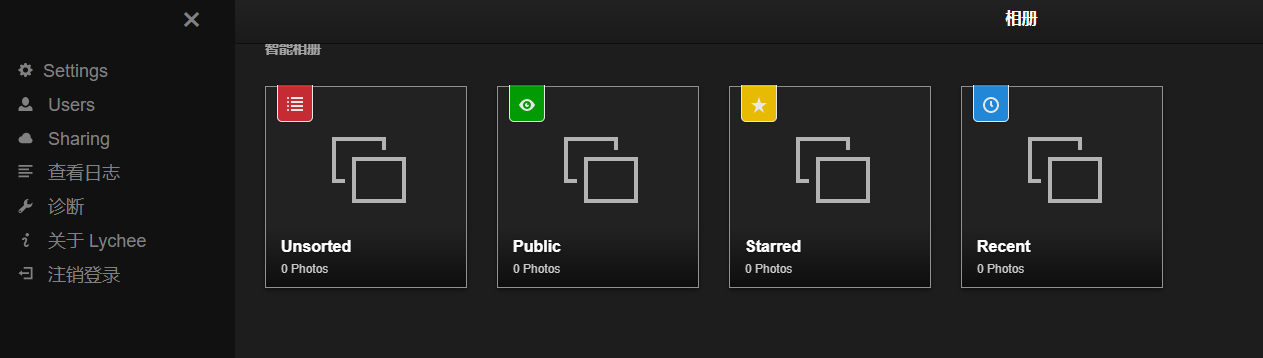 相册
Settings
Users
Sharing
查看日志
诊断
关于 Lychee
注销登录
智能相册
Unsorted
0 Photos
Public
0 Photos
Starred
0 Photos
Recent
0 Photos